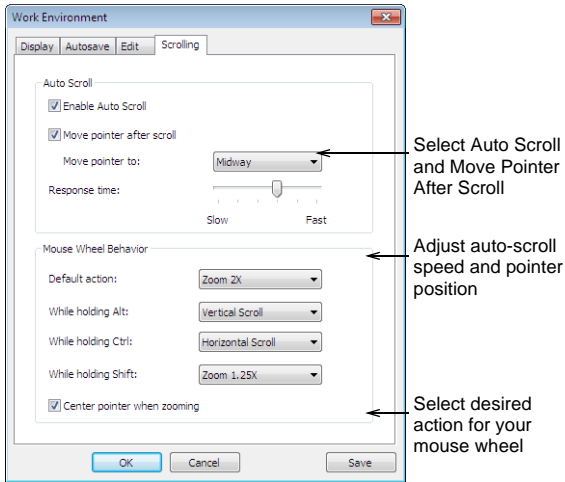 Work Environment
Display Autosave Edit Scrolling
Auto Scroll
Enable Auto Scroll
Move pointer after scroll
Move pointer to: Midway
Response time:
Slow Fast
Mouse Wheel Behavior
Default action: Zoom 2X
While holding Alt: Vertical Scroll
While holding Ctrl: Horizontal Scroll
While holding Shift: Zoom 1.25X
Center pointer when zooming
OK Cancel Save
Select Auto Scroll
and Move Pointer
After Scroll
Adjust auto-scroll
speed and pointer
position
Select desired
action for your
mouse wheel